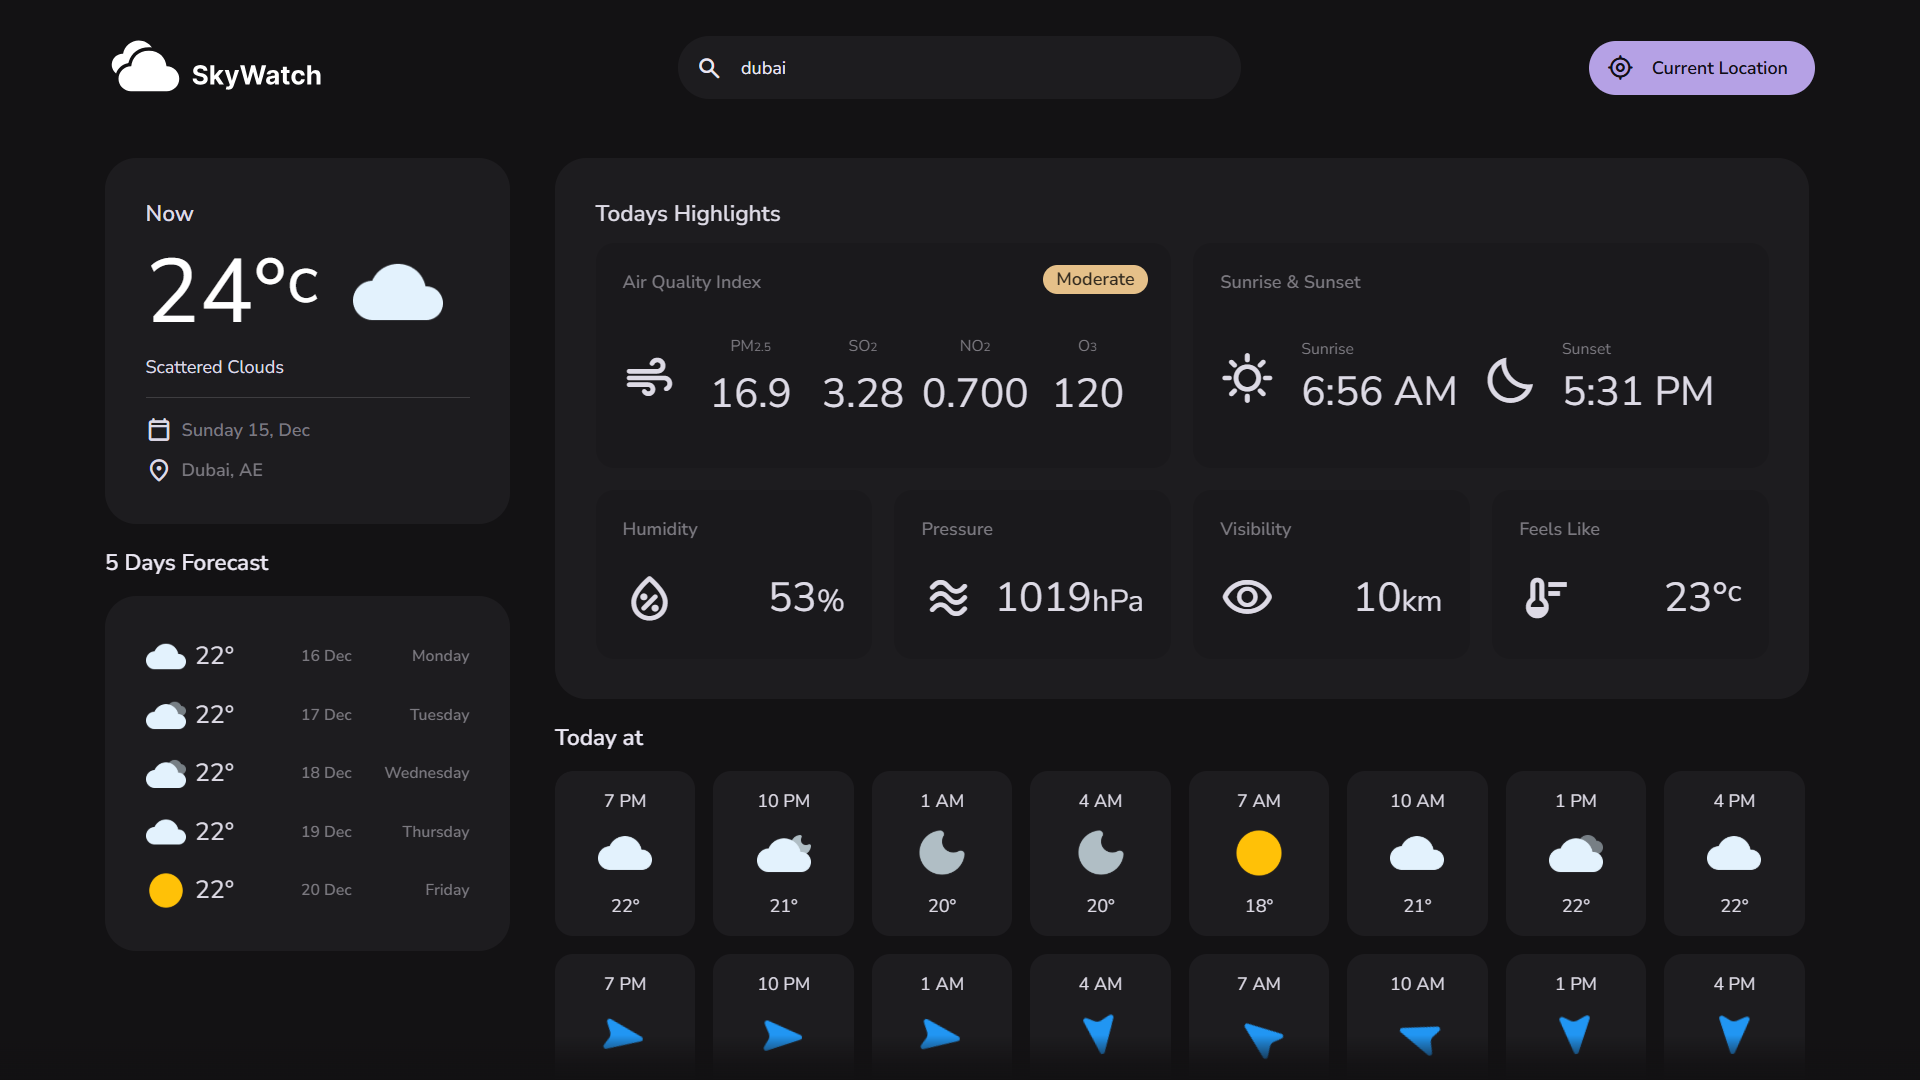 SkyWatch
dubai
Current Location
Now
24°c
Scattered Clouds
Sunday 15, Dec
Dubai, AE
5 Days Forecast
22° 16 Dec Monday
22° 17 Dec Tuesday
22° 18 Dec Wednesday
22° 19 Dec Thursday
22° 20 Dec Friday
Todays Highlights
Air Quality Index Moderate
PM2.5 SO2 NO2 O3
16.9 3.28 0.700 120
Sunrise & Sunset
Sunrise Sunset
6:56 AM 5:31 PM
Humidity
53%
Pressure
1019hPa
Visibility
10km
Feels Like
23°c
Today at
7 PM 10 PM 1 AM 4 AM 7 AM 10 AM 1 PM 4 PM
22° 21° 20° 20° 18° 21° 22° 22°
7 PM 10 PM 1 AM 4 AM 7 AM 10 AM 1 PM 4 PM